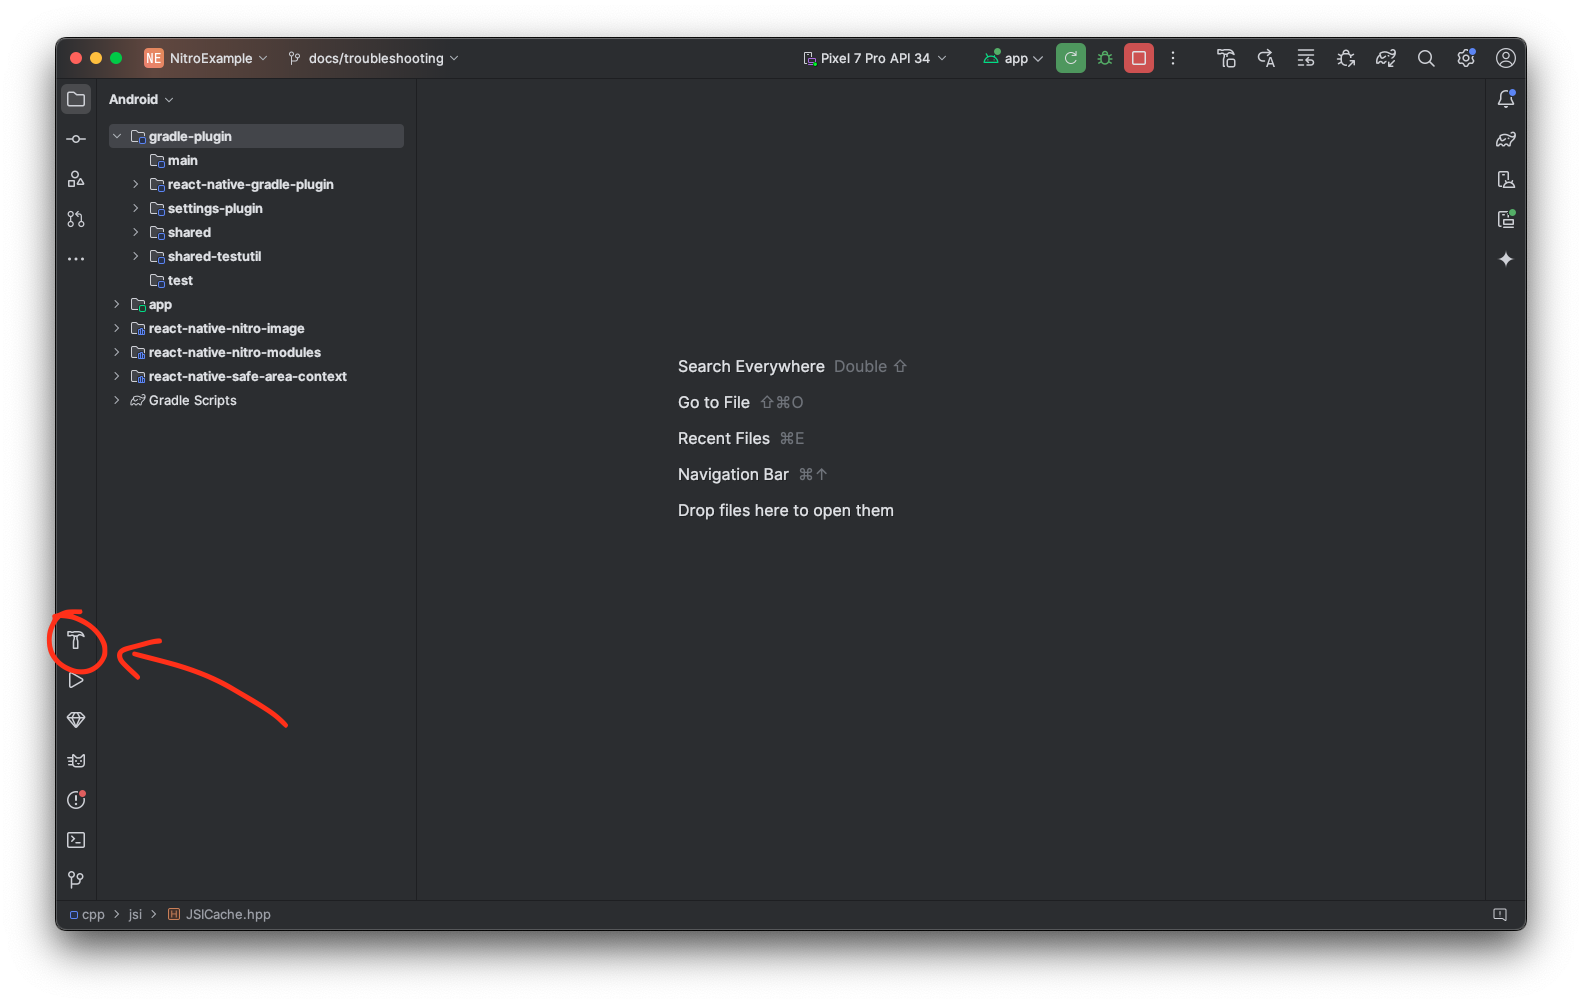 NE NitroExample docs/troubleshooting Pixel 7 Pro API 34 app
Android
gradle-plugin
main
react-native-gradle-plugin
settings-plugin
shared
shared-testutil
test
app
react-native-nitro-image
react-native-nitro-modules
react-native-safe-area-context
Gradle Scripts
Search Everywhere Double ⇧
Go to File ⇧⌘O
Recent Files ⌘E
Navigation Bar ⌘↑
Drop files here to open them
cpp > jsi > H JSICache.hpp